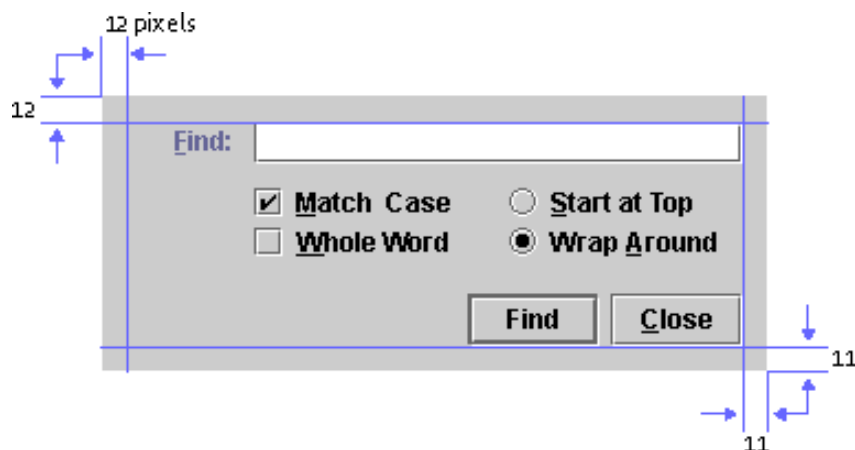 12 pixels
12
Find:
Match Case
Start at Top
Whole Word
Wrap Around
Find
Close
11
11